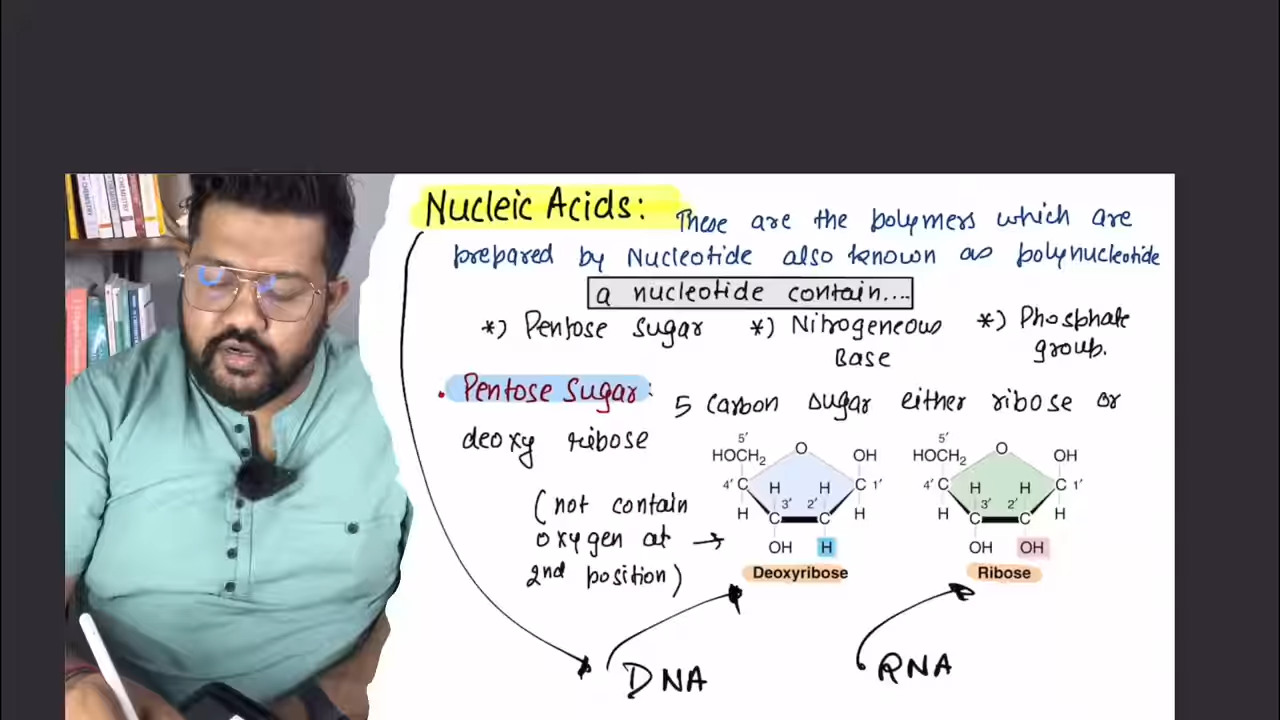 Nucleic Acids: These are the polymers which are
prepared by Nucleotide also known as polynucleotide
a nucleotide contain....
*) Pentose sugar *) Nitrogeneous Base *) Phosphate group.
. Pentose Sugar: 5 carbon sugar either ribose or
deoxy ribose
(not contain
oxygen at →
2nd position)
5'
HOCH2 O OH
4' C H H C 1'
3' 2'
H C C H
OH H
Deoxyribose
5'
HOCH2 O OH
4' C H H C 1'
3' 2'
H C C H
OH OH
Ribose
DNA RNA
CHEMISTRY